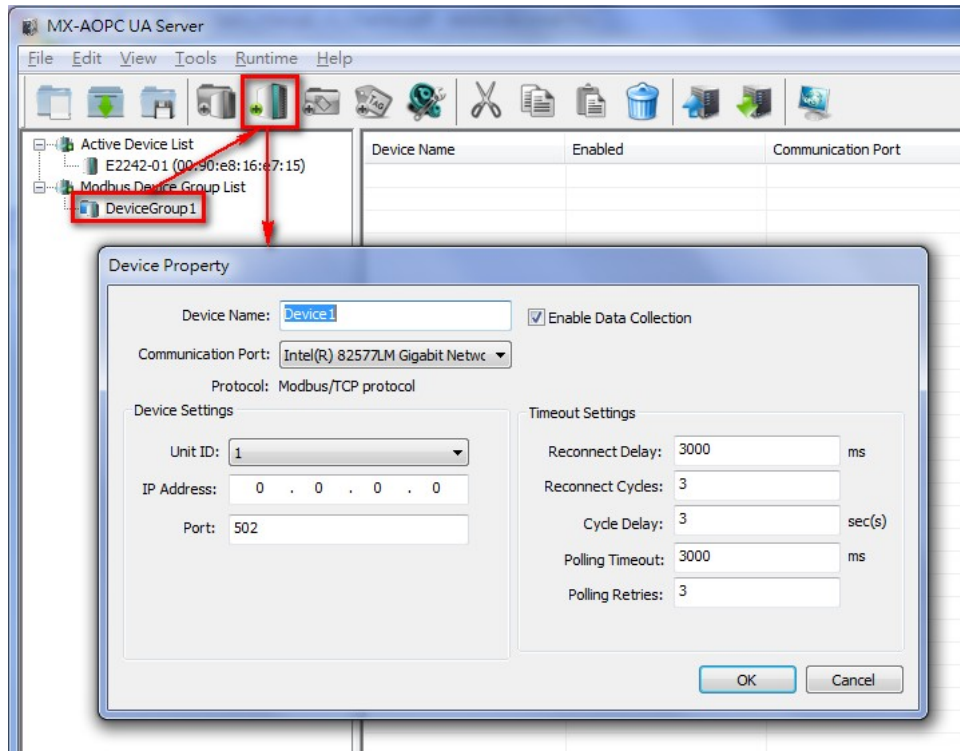 MX-AOPC UA Server
File Edit View Tools Runtime Help
TAG
Active Device List
E2242-01 (00:90:e8:16:e7:15)
Modbus Device Group List
DeviceGroup1
Device Name Enabled Communication Port
Device Property
Device Name: Device1
Enable Data Collection
Communication Port: Intel(R) 82577LM Gigabit Netwc
Protocol: Modbus/TCP protocol
Device Settings
Unit ID: 1
IP Address: 0 . 0 . 0 . 0
Port: 502
Timeout Settings
Reconnect Delay: 3000 ms
Reconnect Cycles: 3
Cycle Delay: 3 sec(s)
Polling Timeout: 3000 ms
Polling Retries: 3
OK Cancel